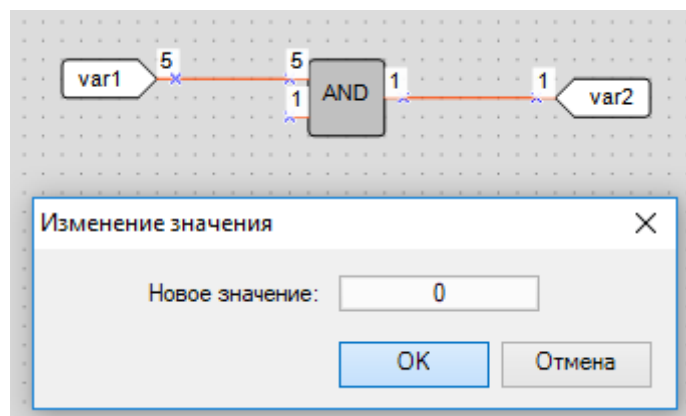 5 5
var1 1 AND 1 1 var2
Изменение значения
Новое значение: 0
OK Отмена